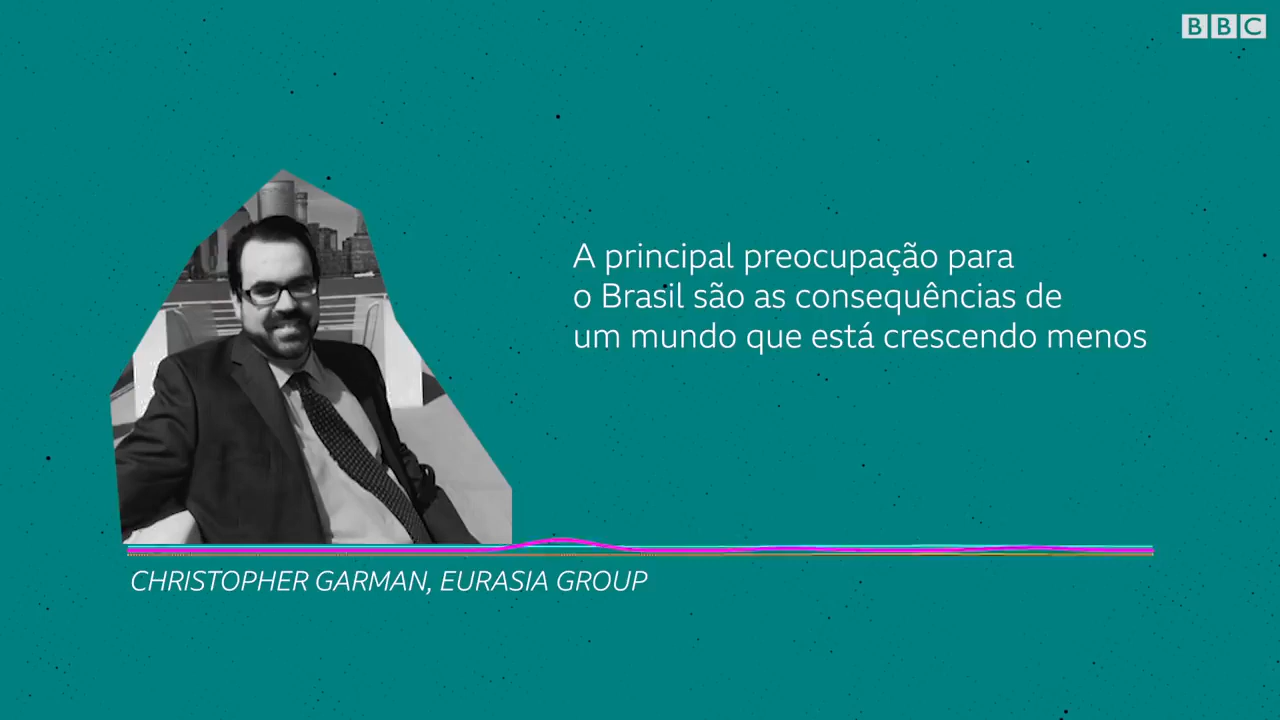 BBC
A principal preocupação para
o Brasil são as consequências de
um mundo que está crescendo menos
CHRISTOPHER GARMAN, EURASIA GROUP